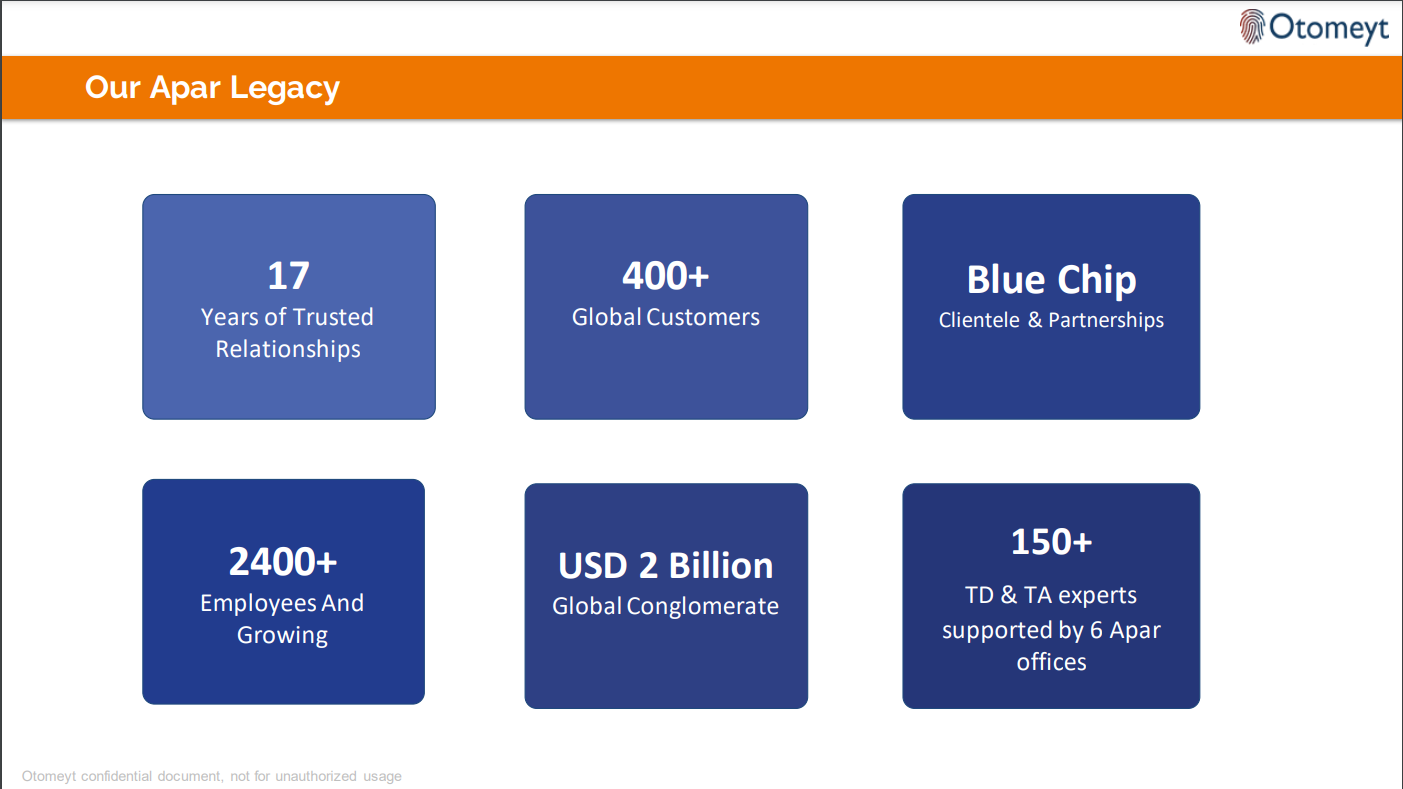 Otomeyt
Our Apar Legacy
17
Years of Trusted
Relationships
400+
Global Customers
Blue Chip
Clientele & Partnerships
2400+
Employees And
Growing
USD 2 Billion
Global Conglomerate
150+
TD & TA experts
supported by 6 Apar
offices
Otomeyt confidential document, not for unauthorized usage